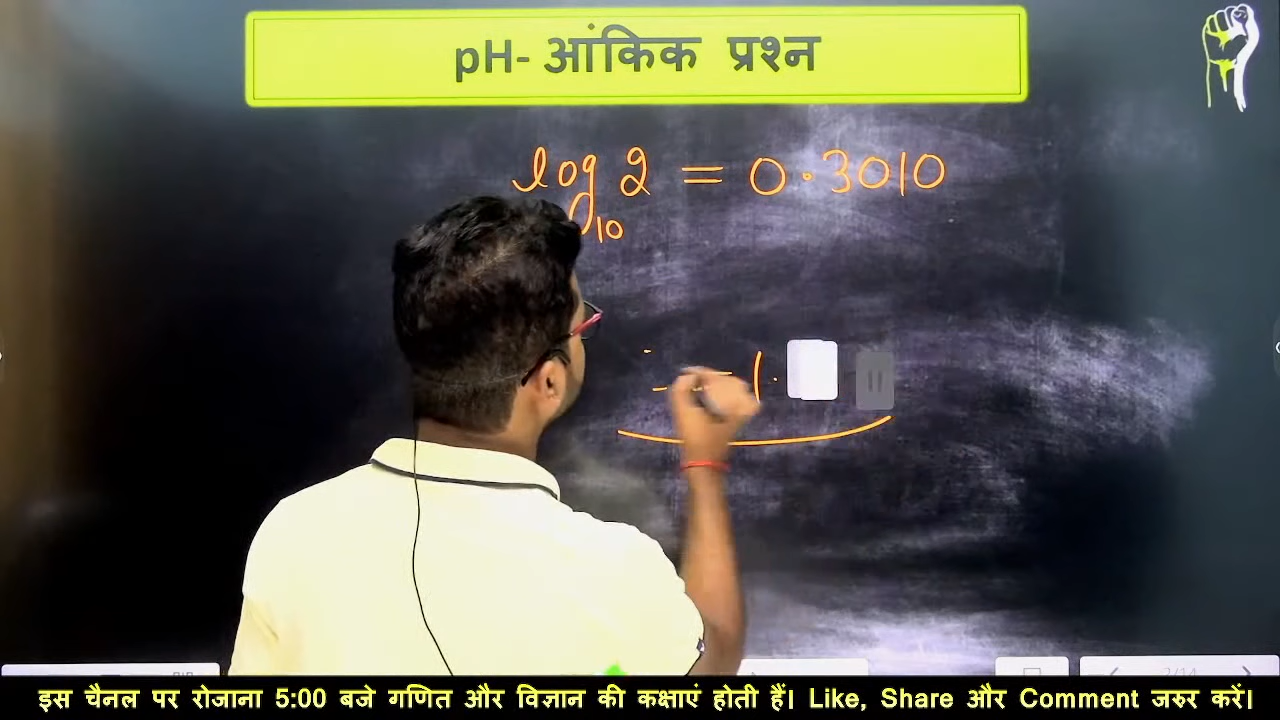 pH- आंकिक प्रश्न
log₁₀ 2 = 0.3010
इस चैनल पर रोजाना 5:00 बजे गणित और विज्ञान की कक्षाएं होती हैं। Like, Share और Comment जरुर करें।